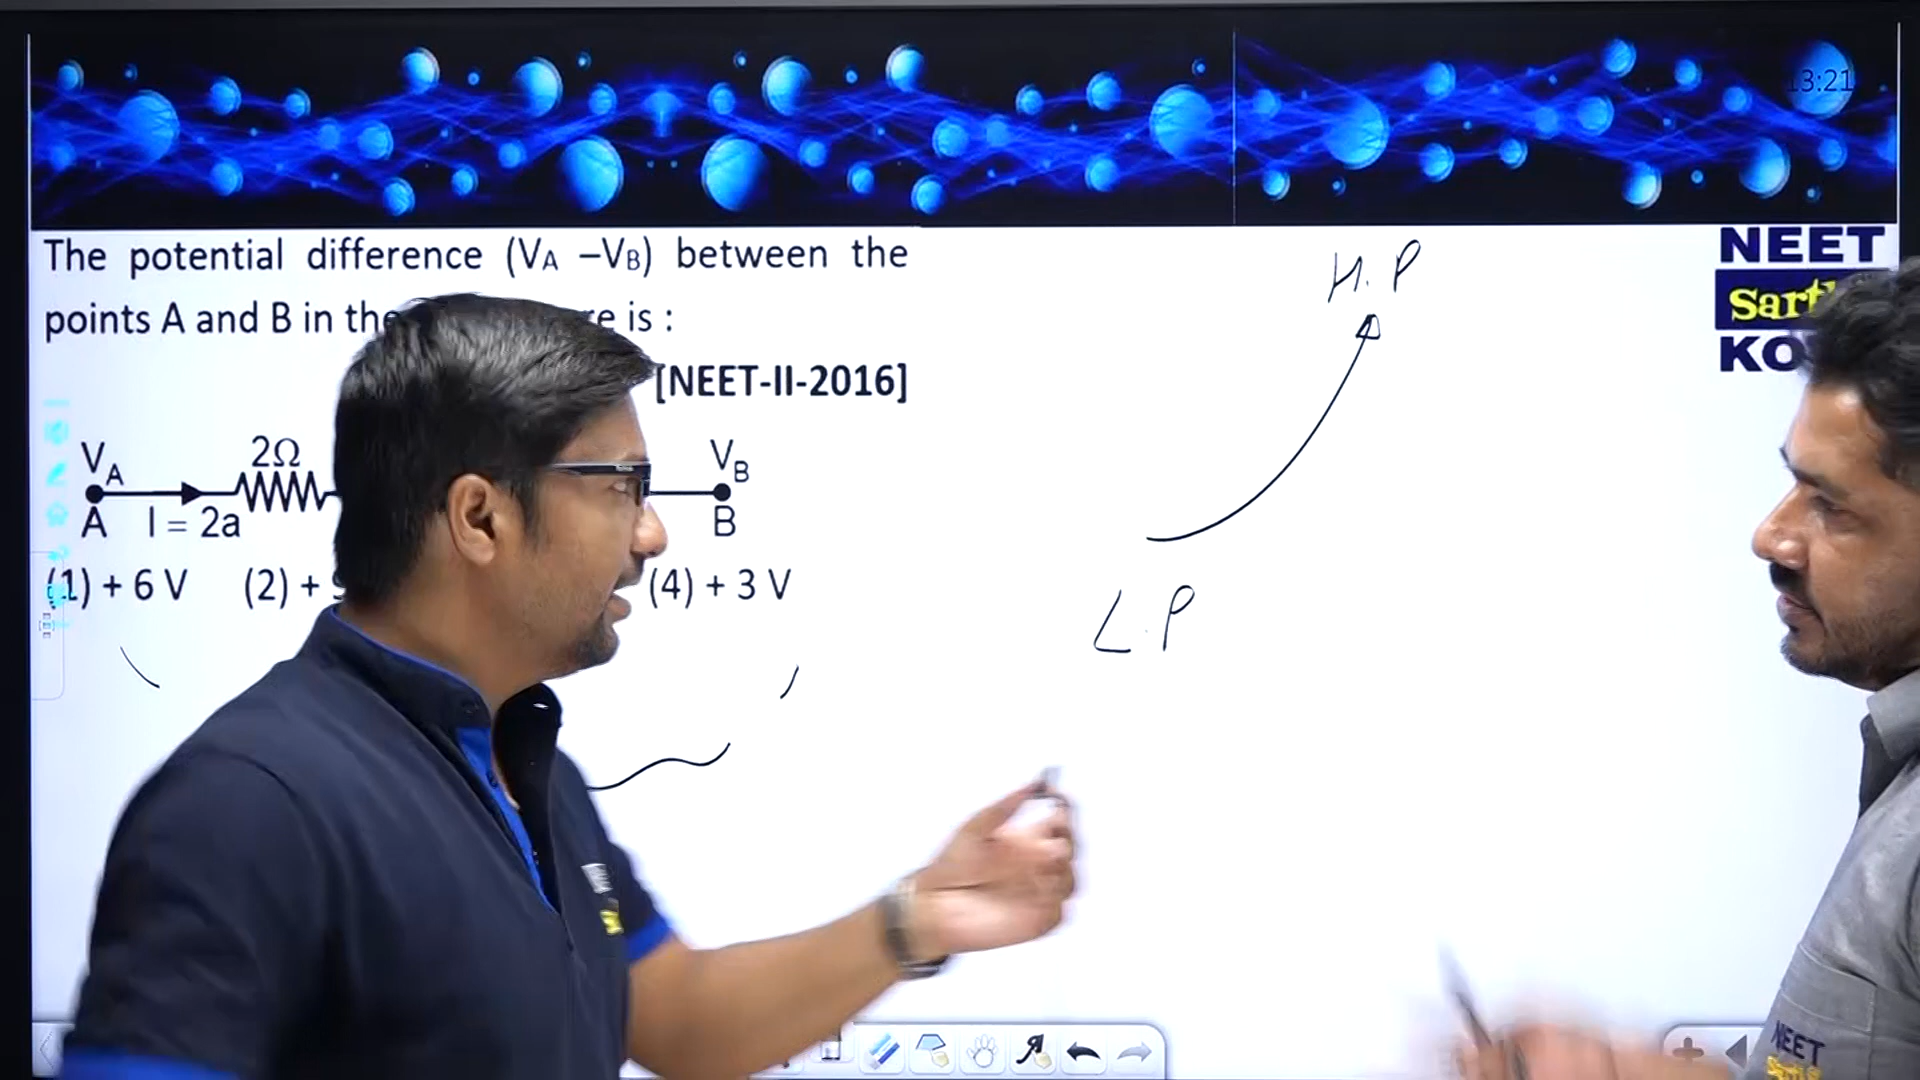 13:21
The potential difference (VA –VB) between the
points A and B in the is :
[NEET-II-2016]
VA 2Ω VB
A I = 2a B
(1) + 6 V (2) + (4) + 3 V
H.P
L.P
NEET
NEET